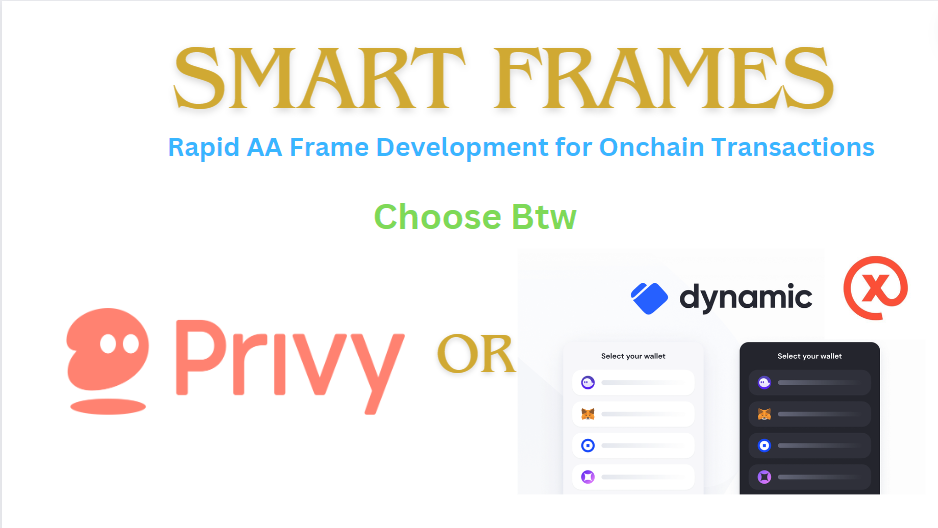 SMART FRAMES
Rapid AA Frame Development for Onchain Transactions
Choose Btw
Privy
OR
dynamic
X
Select your wallet
Select your wallet